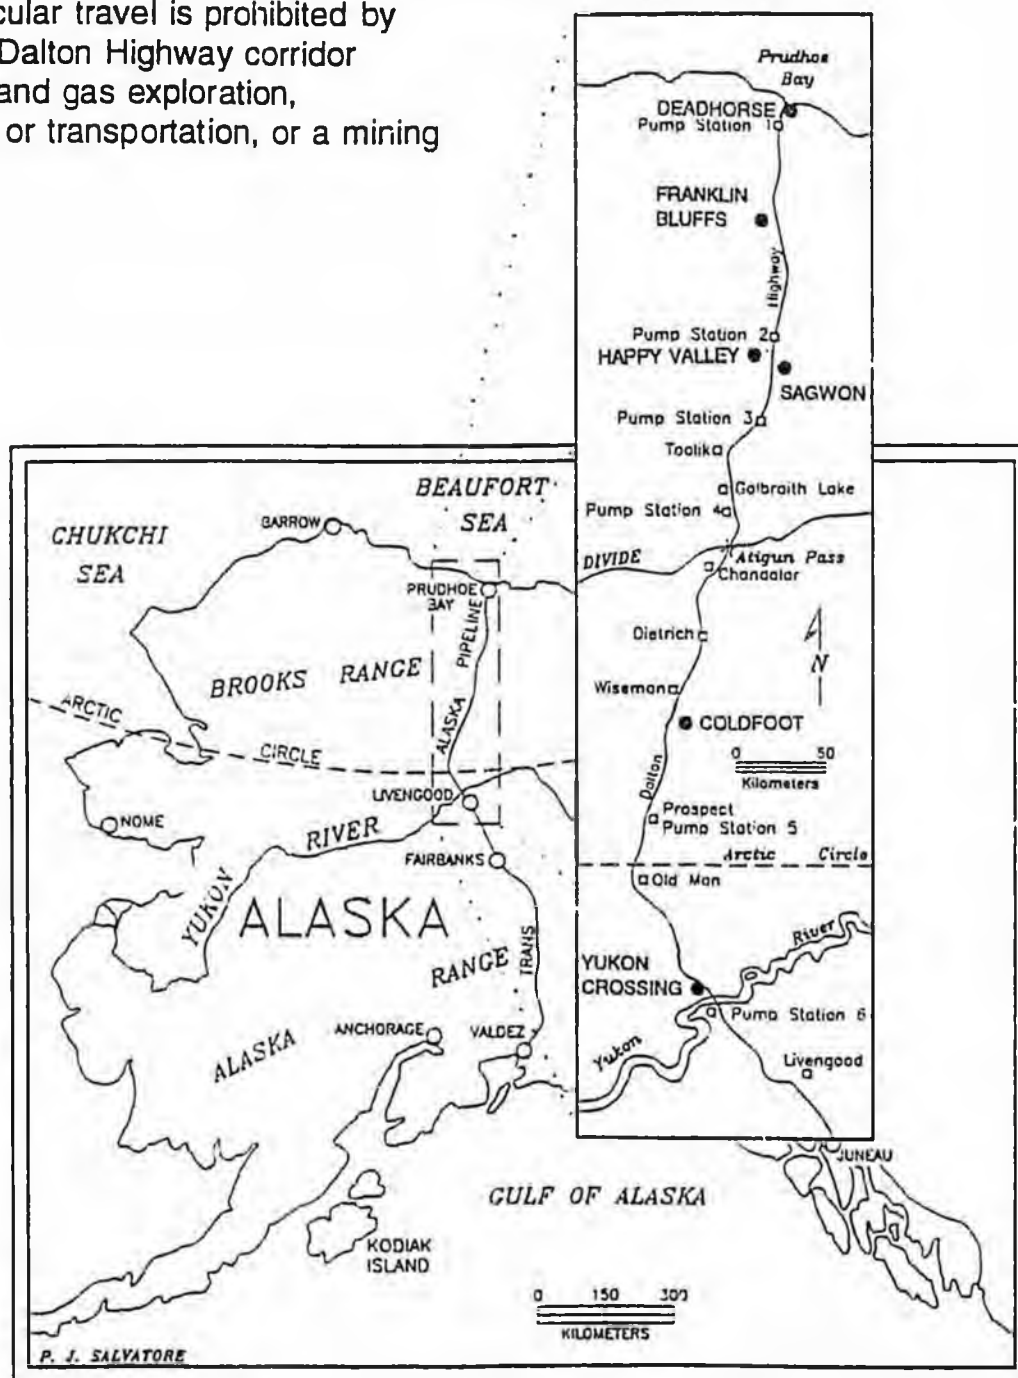 cular travel is prohibited by
Dalton Highway corridor
and gas exploration,
or transportation, or a mining
Prudhoe
Bay
DEADHORSE
Pump Station 1
FRANKLIN
BLUFFS
Highway
Pump Station 2
HAPPY VALLEY
SAGWON
Pump Station 3
Toolik
Galbraith Lake
Pump Station 4
DIVIDE
Atigun Pass
Chandalar
Dietrich
N
Wiseman
COLDFOOT
0 50
Kilometers
Dalton
Prospect
Pump Station 5
Arctic Circle
Old Man
YUKON
CROSSING
River
Pump Station 6
Yukon
Livengood
BEAUFORT
SEA
CHUKCHI
SEA
BARROW
PRUDHOE
BAY
PIPELINE
BROOKS RANGE
ALASKA
ARCTIC
CIRCLE
LIVENGOOD
NOME
RIVER
FAIRBANKS
YUKON
ALASKA
RANGE
TRANS
ANCHORAGE
VALDEZ
ALASKA
JUNEAU
GULF OF ALASKA
KODIAK
ISLAND
0 150 300
KILOMETERS
P. J. SALVATORE